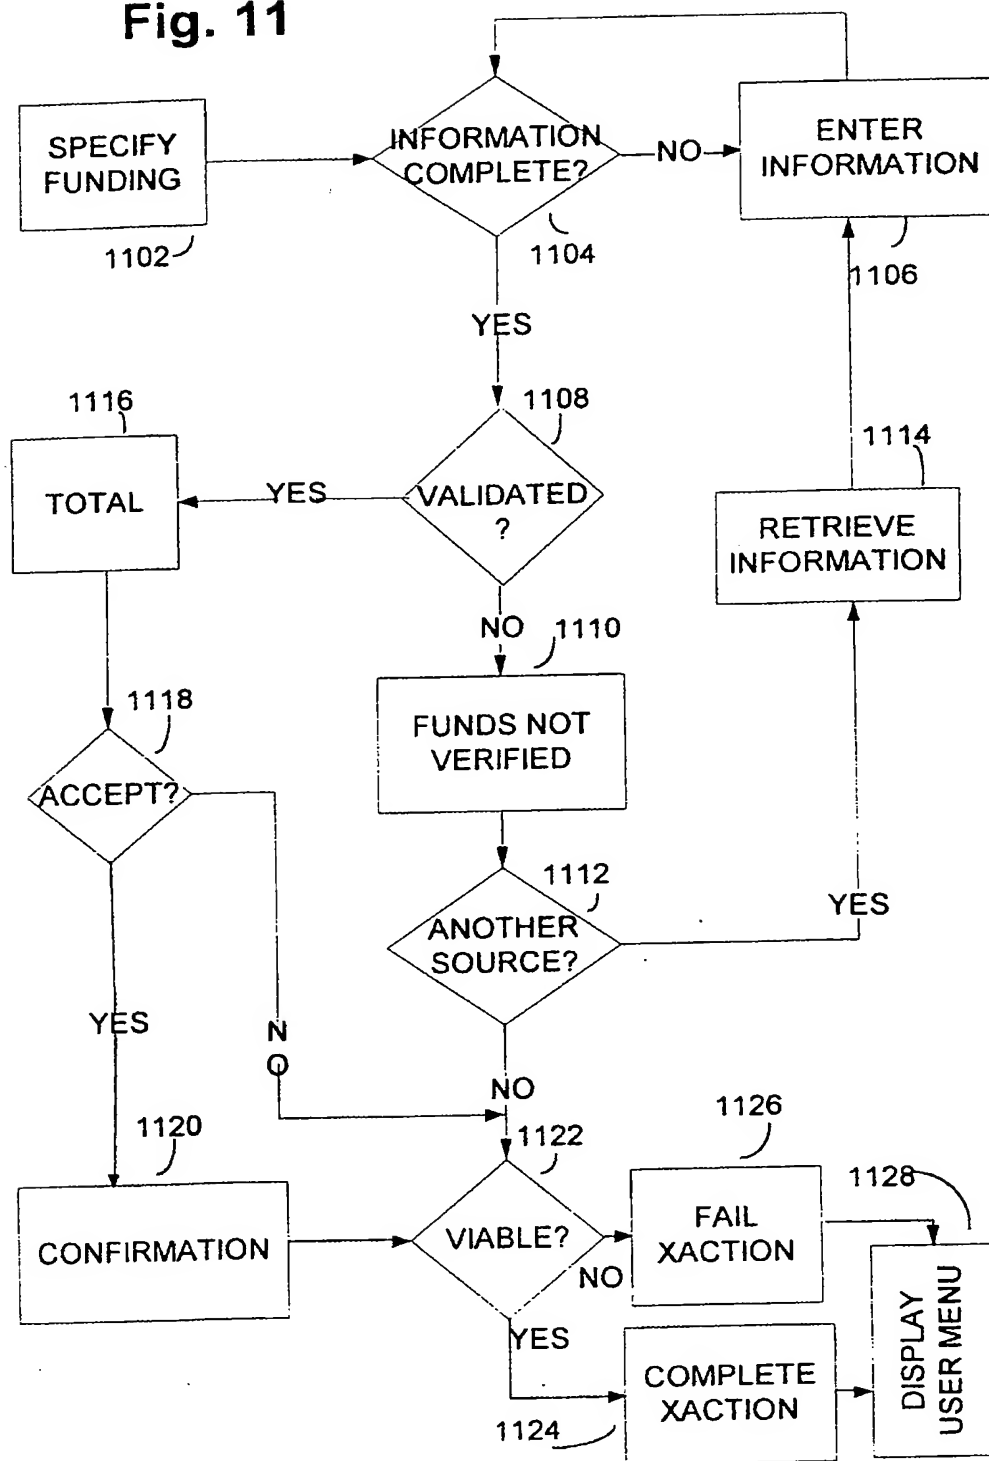 Fig. 11
SPECIFY
FUNDING
1102
INFORMATION
COMPLETE?
1104
NO
ENTER
INFORMATION
1106
YES
1108
VALIDATED
?
YES
1116
TOTAL
1114
RETRIEVE
INFORMATION
NO
1110
FUNDS NOT
VERIFIED
1118
ACCEPT?
1112
ANOTHER
SOURCE?
YES
YES
N
O
NO
1120
CONFIRMATION
1122
VIABLE?
NO
1126
FAIL
XACTION
1128
DISPLAY
USER MENU
YES
COMPLETE
XACTION
1124